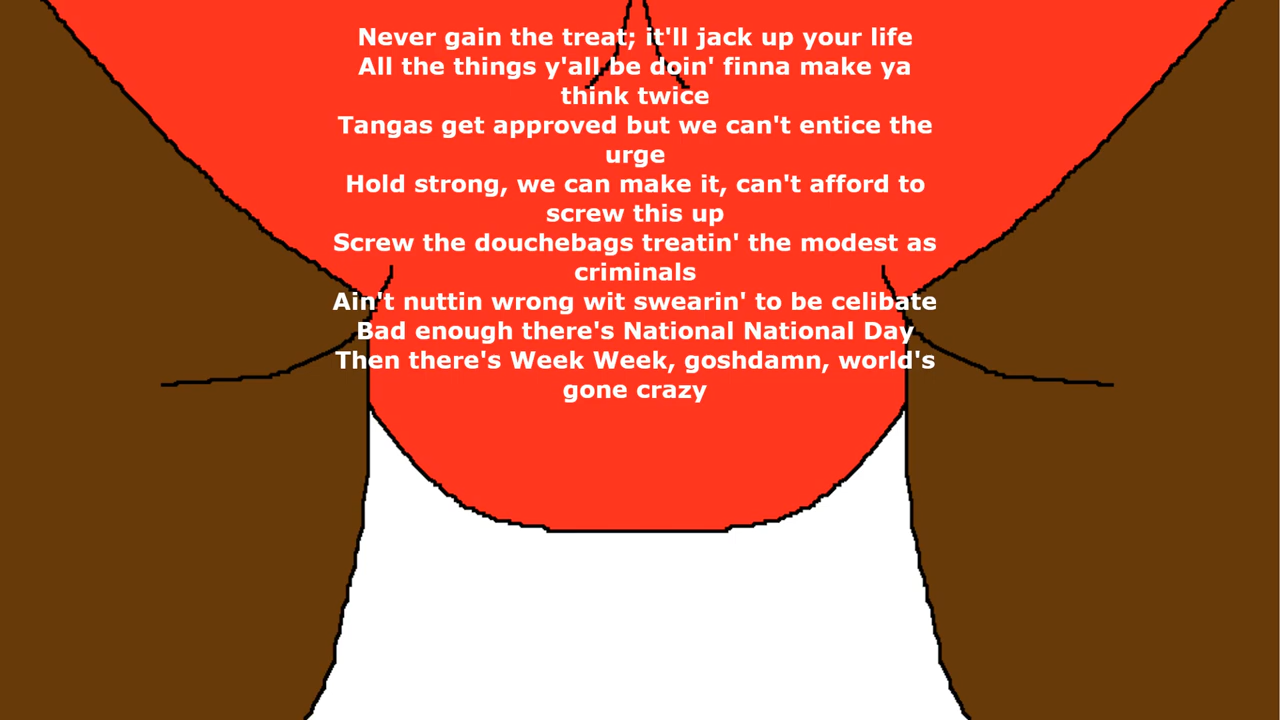 Never gain the treat; it'll jack up your life
All the things y'all be doin' finna make ya
think twice
Tangas get approved but we can't entice the
urge
Hold strong, we can make it, can't afford to
screw this up
Screw the douchebags treatin' the modest as
criminals
Ain't nuttin wrong wit swearin' to be celibate
Bad enough there's National National Day
Then there's Week Week, goshdamn, world's
gone crazy